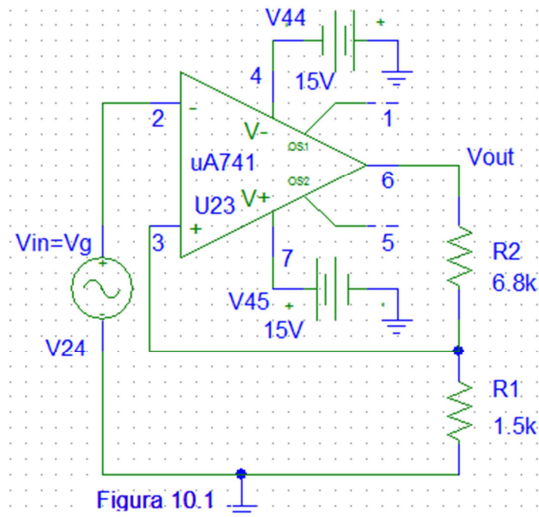 V44
+
4
15V
1
-
2
V-
OS1
uA741
Vout
OS2
6
U23
V+
3
+
5
Vin=Vg
7
R2
+
6.8k
V45
+
-
15V
V24
R1
1.5k
Figura 10.1